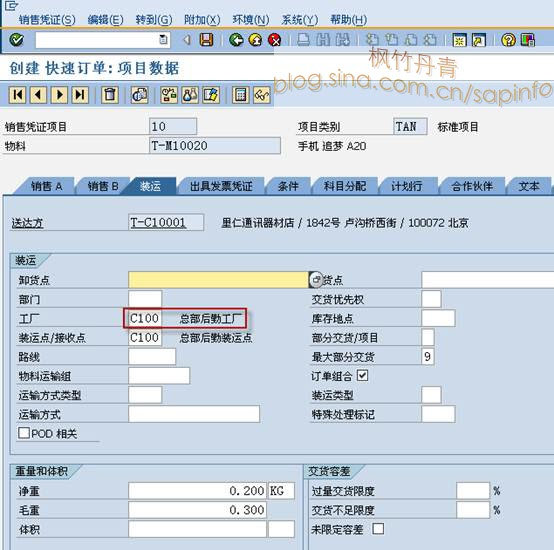 销售凭证(S) 编辑(E) 转到(G) 附加(X) 环境(N) 系统(Y) 帮助(H)
枫竹丹青
blog.sina.com.cn/sapinfo
创建 快速订单: 项目数据
销售凭证项目 10 项目类别 TAN 标准项目
物料 T-M10020 手机 追梦 A20
销售 A 销售 B 装运 出具发票凭证 条件 科目分配 计划行 合作伙伴 文本
送达方 T-C10001 里仁通讯器材店 / 1842号 卢沟桥西街 / 100072 北京
装运
卸货点 货点
部门 交货优先权
工厂 C100 总部后勤工厂 库存地点
装运点/接收点 C100 总部后勤装运点 部分交货/项目
路线 最大部分交货 9
物料运输组 订单组合
运输方式类型 装运类型
运输方式 特殊处理标记
POD 相关
重量和体积 交货容差
净重 0.200 KG 过量交货限度 %
毛重 0.300 交货不足限度 %
体积 未限定容差